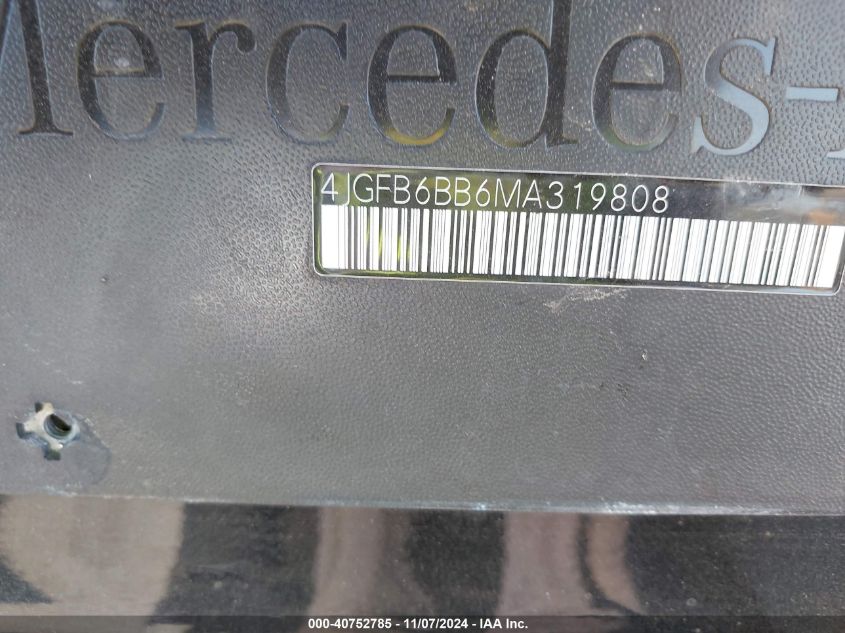 Mercedes-
4JGFB6BB6MA319808
000-40752785 - 11/07/2024 - IAA Inc.